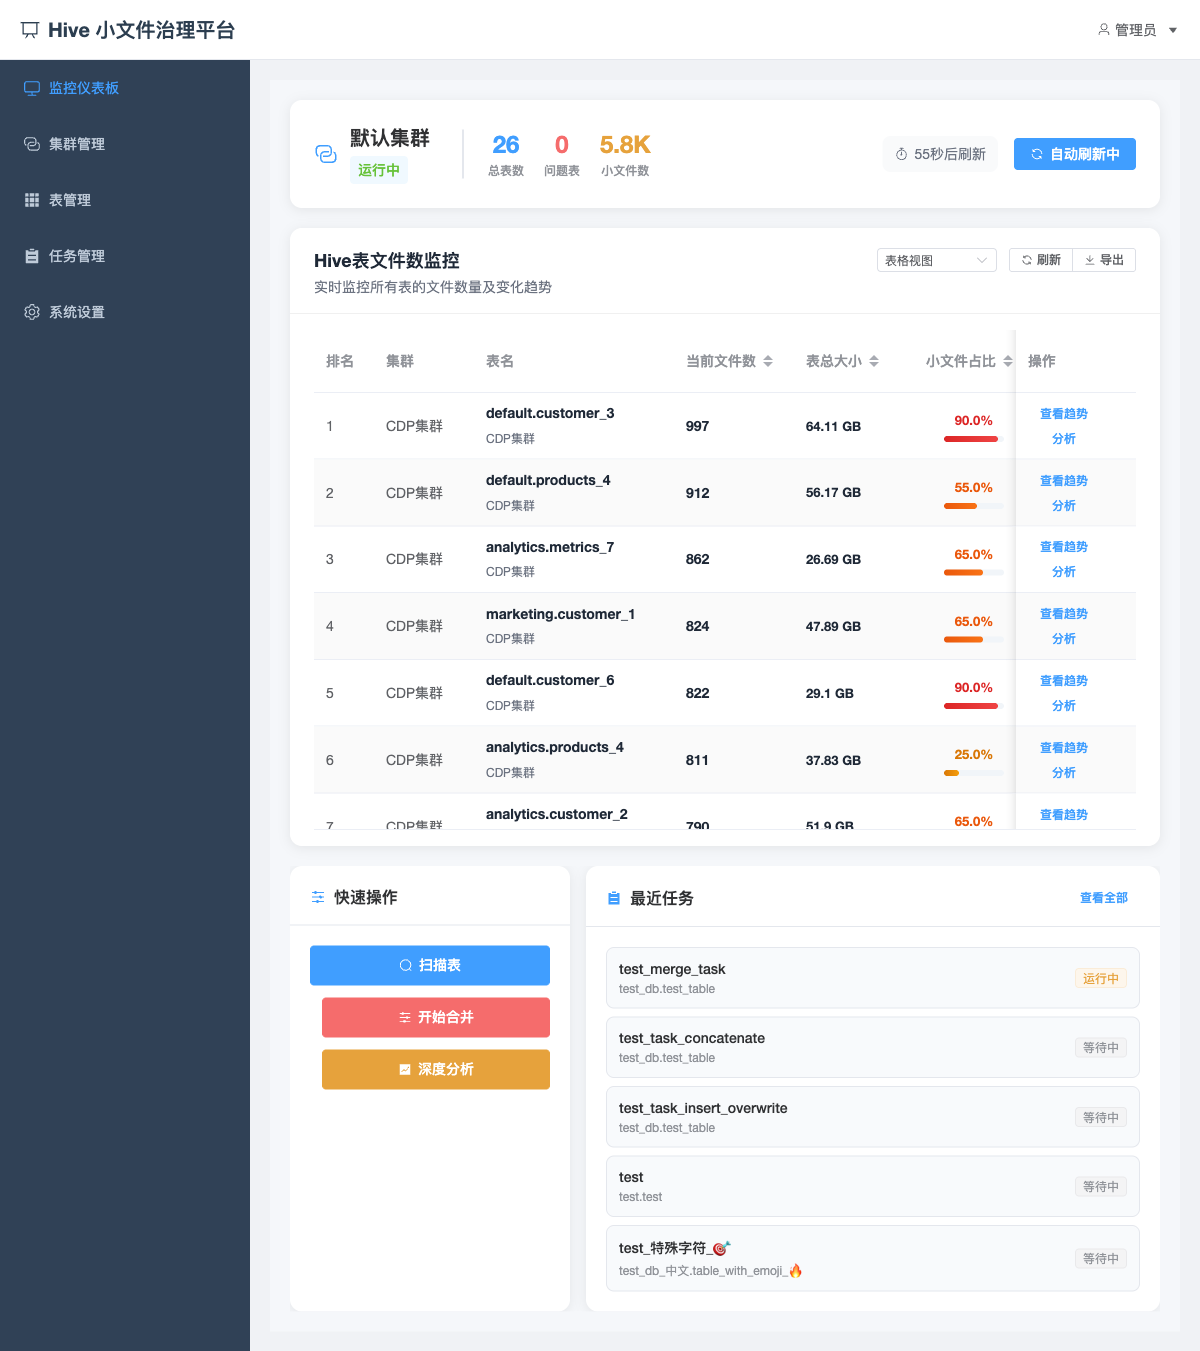 Hive 小文件治理平台
管理员
监控仪表板
集群管理
表管理
任务管理
系统设置
默认集群
运行中
26
总表数
0
问题表
5.8K
小文件数
55秒后刷新
自动刷新中
Hive表文件数监控
实时监控所有表的文件数量及变化趋势
表格视图
刷新
导出
排名 集群 表名 当前文件数 表总大小 小文件占比 操作
1 CDP集群 default.customer_3 997 64.11 GB 90.0% 查看趋势
CDP集群 分析
2 CDP集群 default.products_4 912 56.17 GB 55.0% 查看趋势
CDP集群 分析
3 CDP集群 analytics.metrics_7 862 26.69 GB 65.0% 查看趋势
CDP集群 分析
4 CDP集群 marketing.customer_1 824 47.89 GB 65.0% 查看趋势
CDP集群 分析
5 CDP集群 default.customer_6 822 29.1 GB 90.0% 查看趋势
CDP集群 分析
6 CDP集群 analytics.products_4 811 37.83 GB 25.0% 查看趋势
CDP集群 分析
7 CDP集群 analytics.customer_2 790 51.9 GB 65.0% 查看趋势
快速操作
扫描表
开始合并
深度分析
最近任务
查看全部
test_merge_task
test_db.test_table
运行中
test_task_concatenate
test_db.test_table
等待中
test_task_insert_overwrite
test_db.test_table
等待中
test
test.test
等待中
test_特殊字符_🎯
test_db_中文.table_with_emoji_🔥
等待中